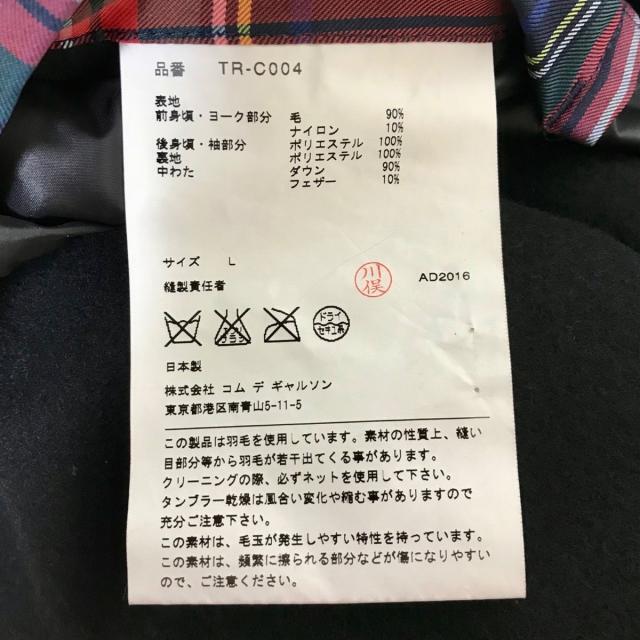 品番 TR-C004
表地
前身頃・ヨーク部分 毛 90%
ナイロン 10%
後身頃・袖部分 ポリエステル 100%
裏地 ポリエステル 100%
中わた ダウン 90%
フェザー 10%
サイズ L
縫製責任者 川俣 AD2016
エンソサラシ ドライ セキユ系
日本製
株式会社 コム デ ギャルソン
東京都港区南青山5-11-5
この製品は羽毛を使用しています。素材の性質上、縫い
目部分等から羽毛が若干出てくる事があります。
クリーニングの際、必ずネットを使用して下さい。
タンブラー乾燥は風合い変化や縮む事がありますので
充分ご注意下さい。
この素材は、毛玉が発生しやすい特性を持っています。
この素材は、頻繁に擦られる部分などが傷になりやすい
ので、ご注意ください。